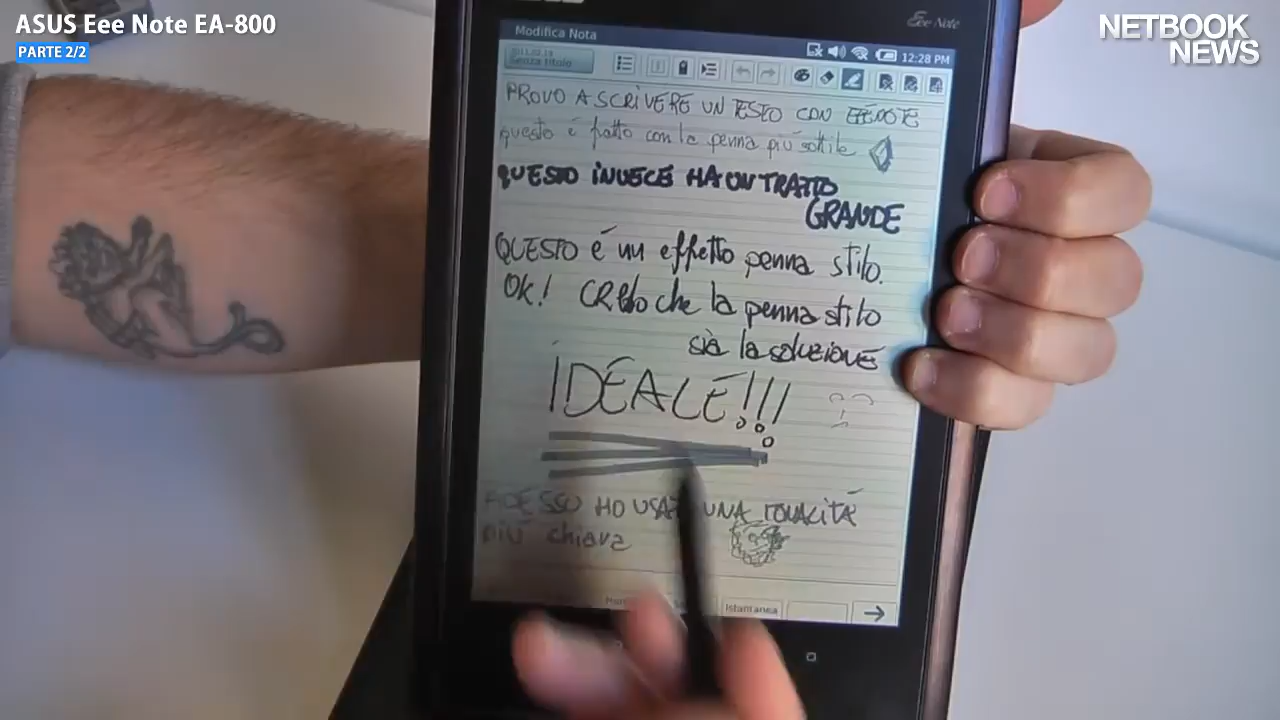 ASUS Eee Note EA-800
PARTE 2/2
NETBOOK
NEWS
Eee Note
Modifica Nota
12:28 PM
Senza titolo
PROVO A SCRIVERE UN TESTO CON EEENOTE
questo è fatto con la penna più sottile
QUESTO INVECE HA UN TRATTO
GRANDE
QUESTO è un effetto penna stilo.
OK! CREDO che la penna stilo
sia la soluzione
IDEALE!!!
ADESSO HO USATO UNA TONALITÀ
più chiara
Istantanea